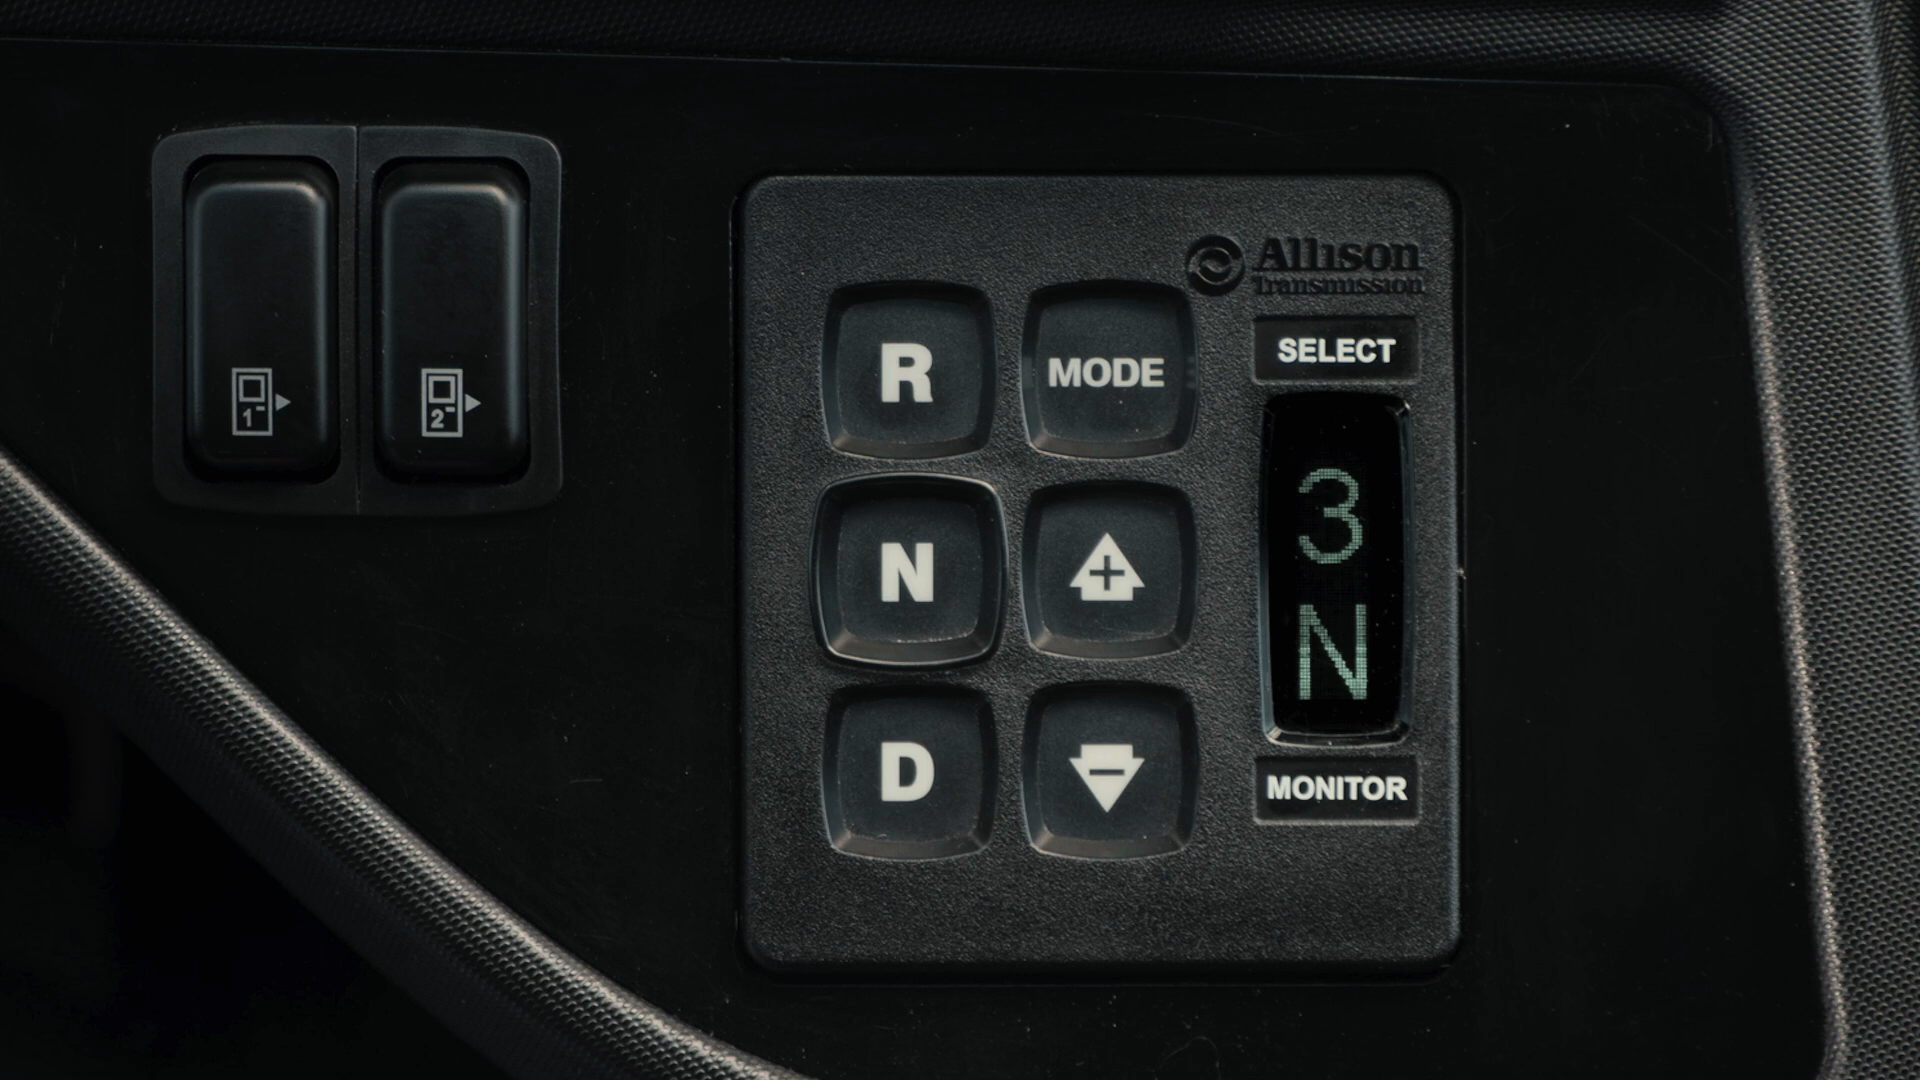 1
2
Allison
Transmission
SELECT
R
MODE
3
N
+
N
D
-
MONITOR